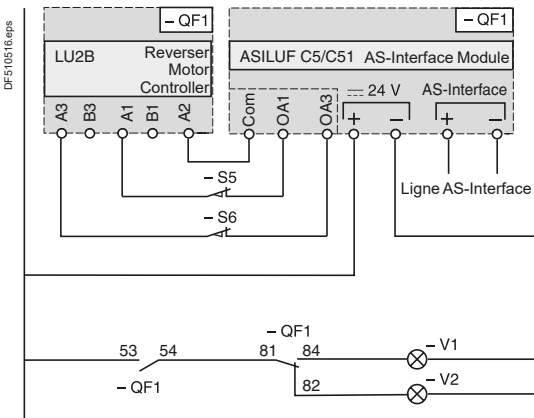 DF510516.eps
– QF1
– QF1
LU2B
Reverser
Motor
Controller
ASILUF C5/C51 AS-Interface Module
A3 B3 A1 B1 A2
Com OA1 OA3
24 V
AS-Interface
+ – + –
– S5
Ligne AS-Interface
– S6
– QF1
53 54 81 84
– V1
– QF1
82
– V2